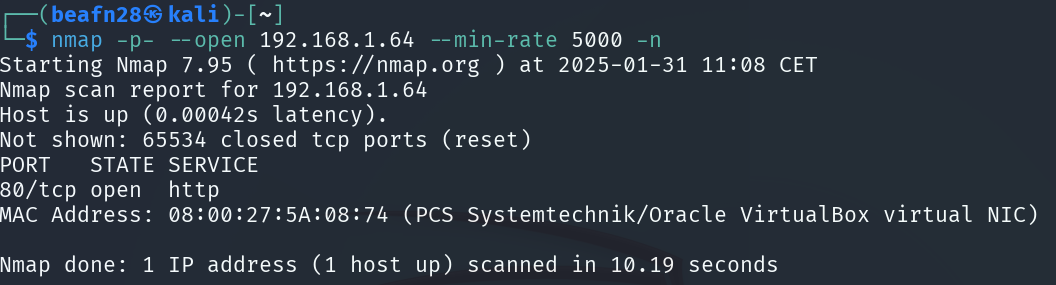 ┌──(beafn28㉿kali)-[~]
└─$ nmap -p- --open 192.168.1.64 --min-rate 5000 -n
Starting Nmap 7.95 ( https://nmap.org ) at 2025-01-31 11:08 CET
Nmap scan report for 192.168.1.64
Host is up (0.00042s latency).
Not shown: 65534 closed tcp ports (reset)
PORT   STATE SERVICE
80/tcp open  http
MAC Address: 08:00:27:5A:08:74 (PCS Systemtechnik/Oracle VirtualBox virtual NIC)
Nmap done: 1 IP address (1 host up) scanned in 10.19 seconds